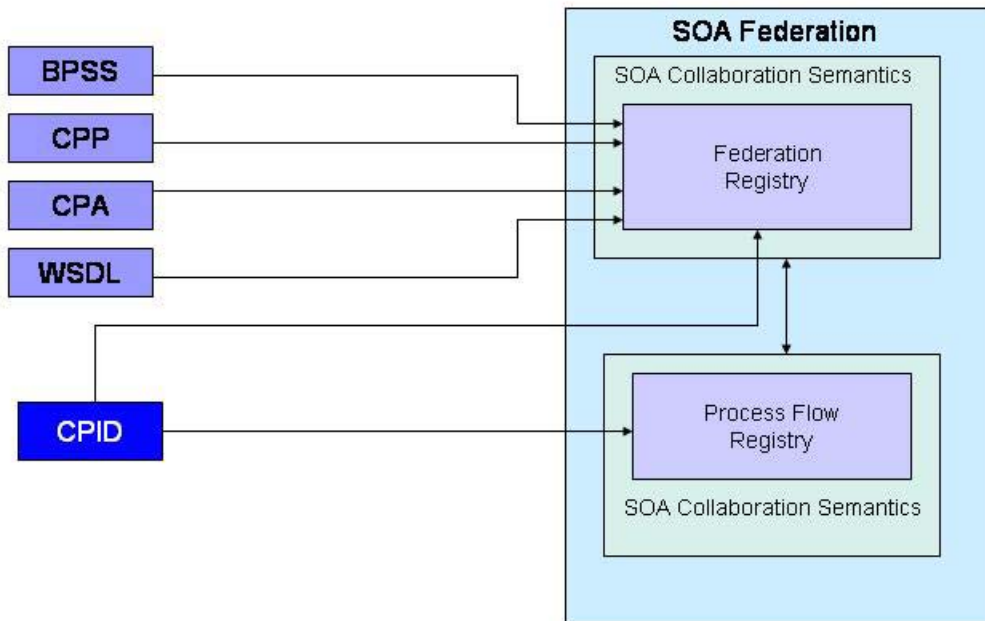 SOA Federation
BPSS
SOA Collaboration Semantics
CPP
Federation
Registry
CPA
WSDL
CPID
Process Flow
Registry
SOA Collaboration Semantics